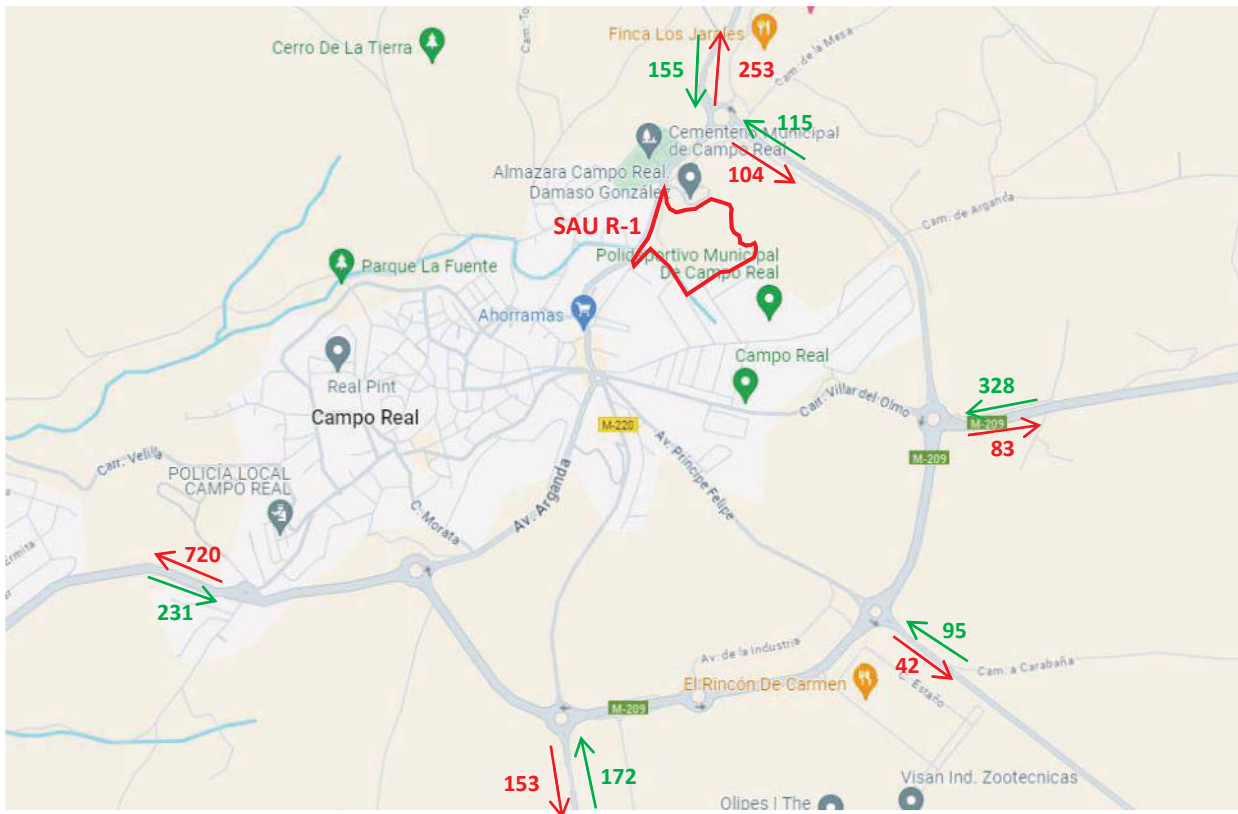 Finca Los Jarales
Cerro De La Tierra
155
253
Cam. de la Mesa
115
Cementerio Municipal
de Campo Real
Almazara Campo Real.
Damaso González
104
Cam. de Arganda
SAU R-1
Polideportivo Municipal
De Campo Real
Parque La Fuente
Ahorramas
Real Pint
Campo Real
328
Campo Real
Carr. Villar del Olmo
M-209
83
M-220
M-209
Carr. Velilla
POLICÍA LOCAL
CAMPO REAL
Av. Príncipe Felipe
Av. Arganda
C. Morata
Ermita
720
231
95
Av. de la Industria
42
Cam. a Carabaña
El Rincón De Carmen
C. Estaño
M-209
153
172
Visan Ind. Zootecnicas
Olipes | The